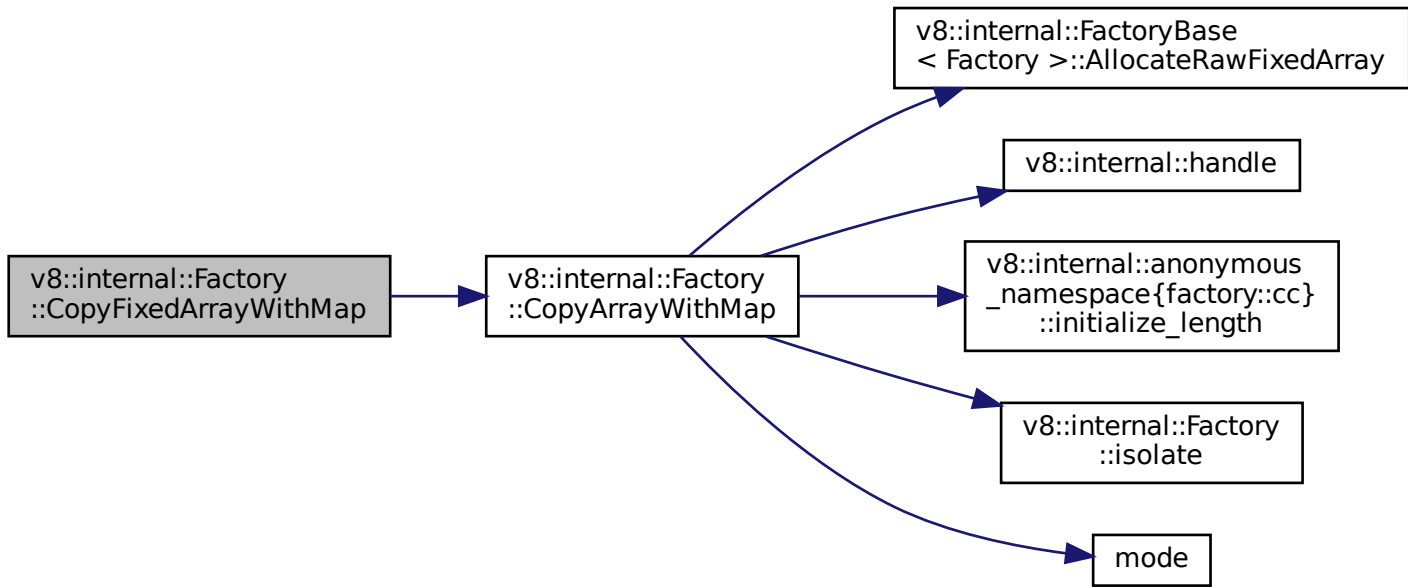 v8::internal::Factory
::CopyFixedArrayWithMap
v8::internal::Factory
::CopyArrayWithMap
v8::internal::FactoryBase
< Factory >::AllocateRawFixedArray
v8::internal::handle
v8::internal::anonymous
_namespace{factory::cc}
::initialize_length
v8::internal::Factory
::isolate
mode